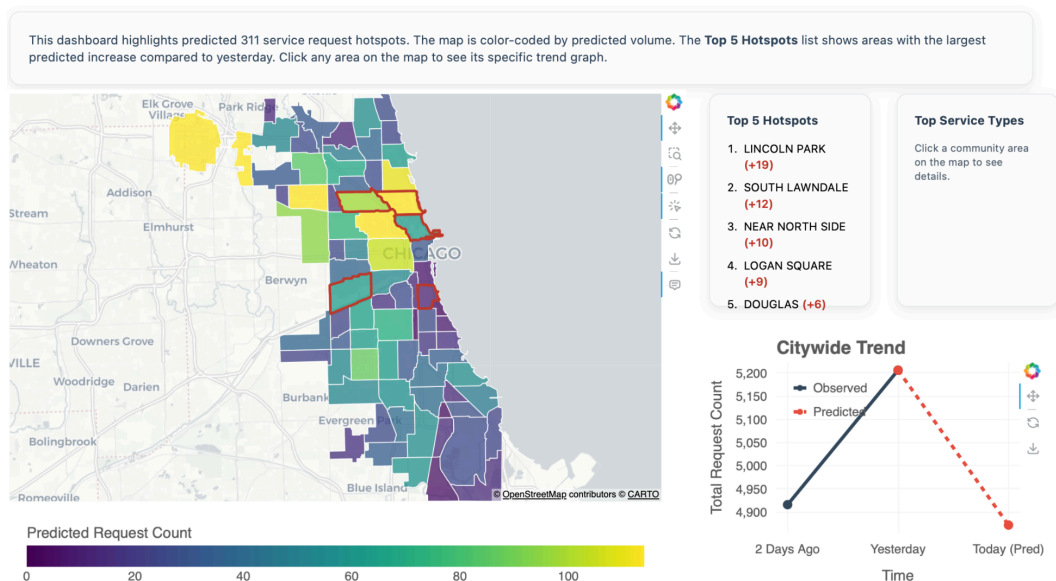 This dashboard highlights predicted 311 service request hotspots. The map is color-coded by predicted volume. The Top 5 Hotspots list shows areas with the largest
predicted increase compared to yesterday. Click any area on the map to see its specific trend graph.
Elk Grove
Village
Park Ridge
Addison
Stream
Elmhurst
CHICAGO
Wheaton
Berwyn
Downers Grove
VILLE
Woodridge
Darien
Burbank
Evergreen Park
Bolingbrook
Blue Island
Romeoville
© OpenStreetMap contributors © CARTO
Predicted Request Count
0 20 40 60 80 100
Top 5 Hotspots
1. LINCOLN PARK
(+19)
2. SOUTH LAWNDALE
(+12)
3. NEAR NORTH SIDE
(+10)
4. LOGAN SQUARE
(+9)
5. DOUGLAS (+6)
Top Service Types
Click a community area
on the map to see
details.
Citywide Trend
Total Request Count
5,200
5,150
5,100
5,050
5,000
4,950
4,900
Observed
Predicted
2 Days Ago Yesterday Today (Pred)
Time